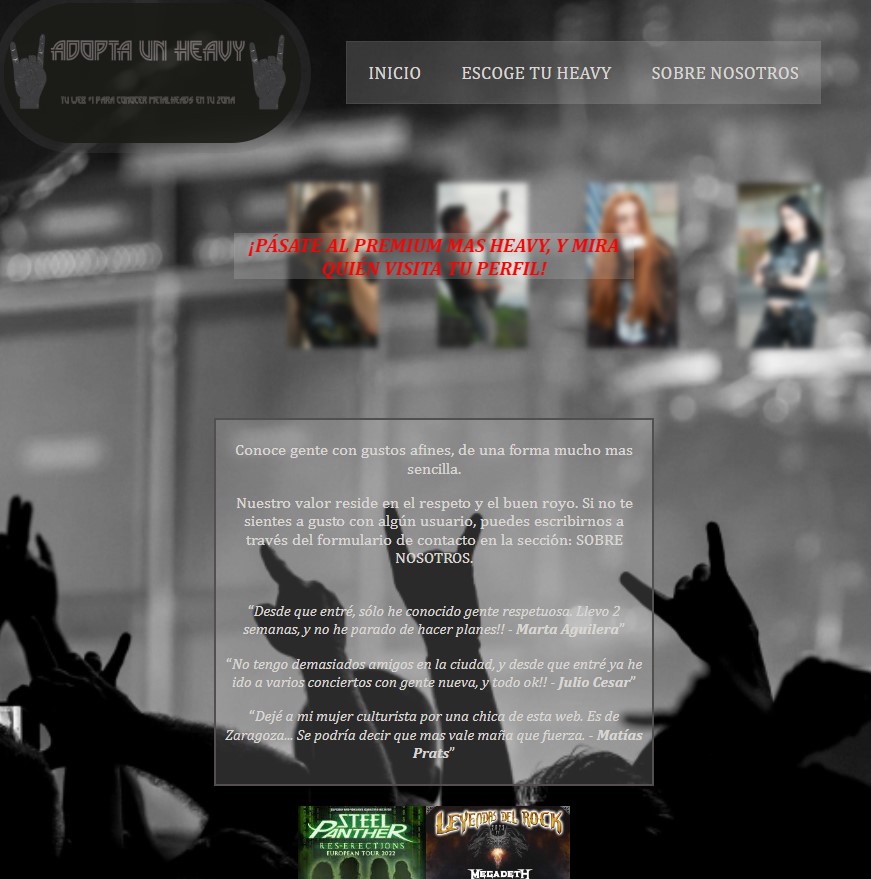 ADOPTA UN HEAVY
TU WEB #1 PARA CONOCER METALHEADS EN TU ZONA
INICIO ESCOGE TU HEAVY SOBRE NOSOTROS
¡PÁSATE AL PREMIUM MAS HEAVY, Y MIRA
QUIÉN VISITA TU PERFIL!
Conoce gente con gustos afines, de una forma mucho mas
sencilla.
Nuestro valor reside en el respeto y el buen royo. Si no te
sientes a gusto con algún usuario, puedes escribirnos a
través del formulario de contacto en la sección: SOBRE
NOSOTROS.
“Desde que entré, sólo he conocido gente respetuosa. Llevo 2
semanas, y no he parado de hacer planes!! - Marta Aguilera”
“No tengo demasiados amigos en la ciudad, y desde que entré ya he
ido a varios conciertos con gente nueva, y todo ok!! - Julio Cesar”
“Dejé a mi mujer culturista por una chica de esta web. Es de
Zaragoza... Se podría decir que mas vale maña que fuerza. - Matías
Prats”
STEEL
PANTHER
RES-ERECTIONS
EUROPEAN TOUR 2022
LEYENDAS DEL ROCK
MEGADETH